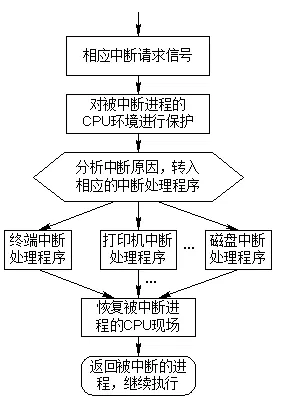 相应中断请求信号
对被中断进程的
CPU环境进行保护
分析中断原因，转入
相应的中断处理程序
终端中断
处理程序
打印机中断
处理程序
…
磁盘中断
处理程序
…
恢复被中断进
程的CPU现场
返回被中断的进
程，继续执行